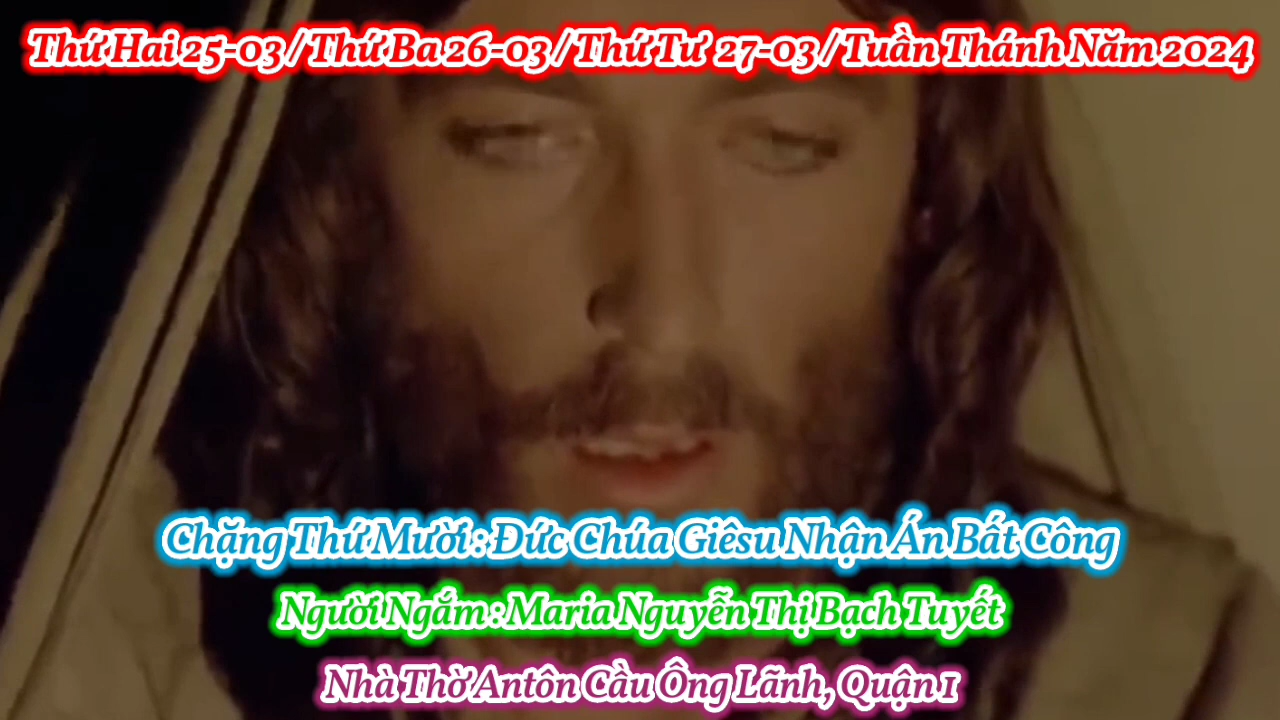 Thứ Hai 25-03 / Thứ Ba 26-03 / Thứ Tư 27-03 / Tuần Thánh Năm 2024
Chặng Thứ Mười : Đức Chúa Giêsu Nhận Án Bất Công
Người Ngắm : Maria Nguyễn Thị Bạch Tuyết
Nhà Thờ Antôn Cầu Ông Lãnh, Quận 1